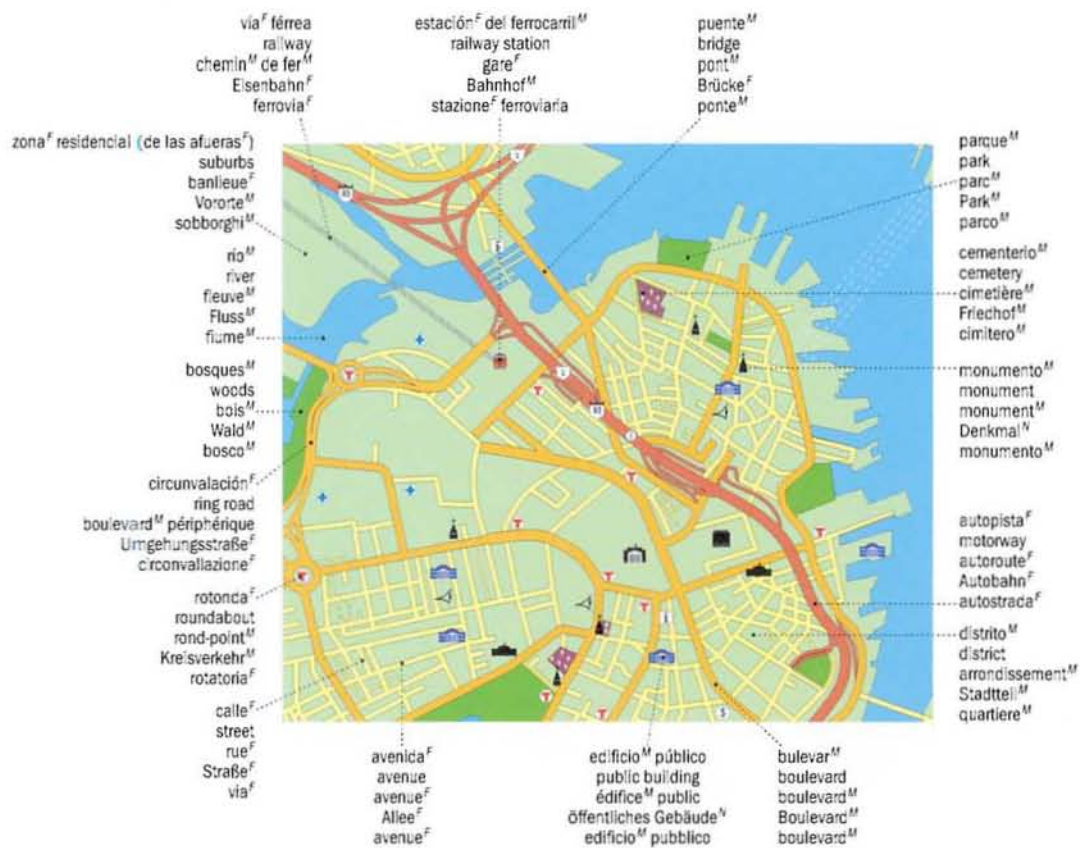 vía^F férrea
railway
chemin^M de fer^M
Eisenbahn^F
ferrovia^F
estación^F del ferrocarril^M
railway station
gare^F
Bahnhof^M
stazione^F ferroviaria
puente^M
bridge
pont^M
Brücke^F
ponte^M
zona^F residencial (de las afueras^F)
suburbs
banlieue^F
Vororte^M
sobborghi^M
río^M
river
fleuve^M
Fluss^M
fiume^M
bosques^M
woods
bois^M
Wald^M
bosco^M
circunvalación^F
ring road
boulevard^M périphérique
Umgehungsstraße^F
circonvallazione^F
rotonda^F
roundabout
rond-point^M
Kreisverkehr^M
rotatoria^F
calle^F
street
rue^F
Straße^F
via^F
parque^M
park
parc^M
Park^M
parco^M
cementerio^M
cemetery
cimetière^M
Friedhof^M
cimitero^M
monumento^M
monument
monument^M
Denkmal^N
monumento^M
autopista^F
motorway
autoroute^F
Autobahn^F
autostrada^F
distrito^M
district
arrondissement^M
Stadtteil^M
quartiere^M
avenida^F
avenue
avenue^F
Allee^F
avenue^F
edificio^M público
public building
édifice^M public
öffentliches Gebäude^N
edificio^M pubblico
bulevar^M
boulevard
boulevard^M
Boulevard^M
boulevard^M